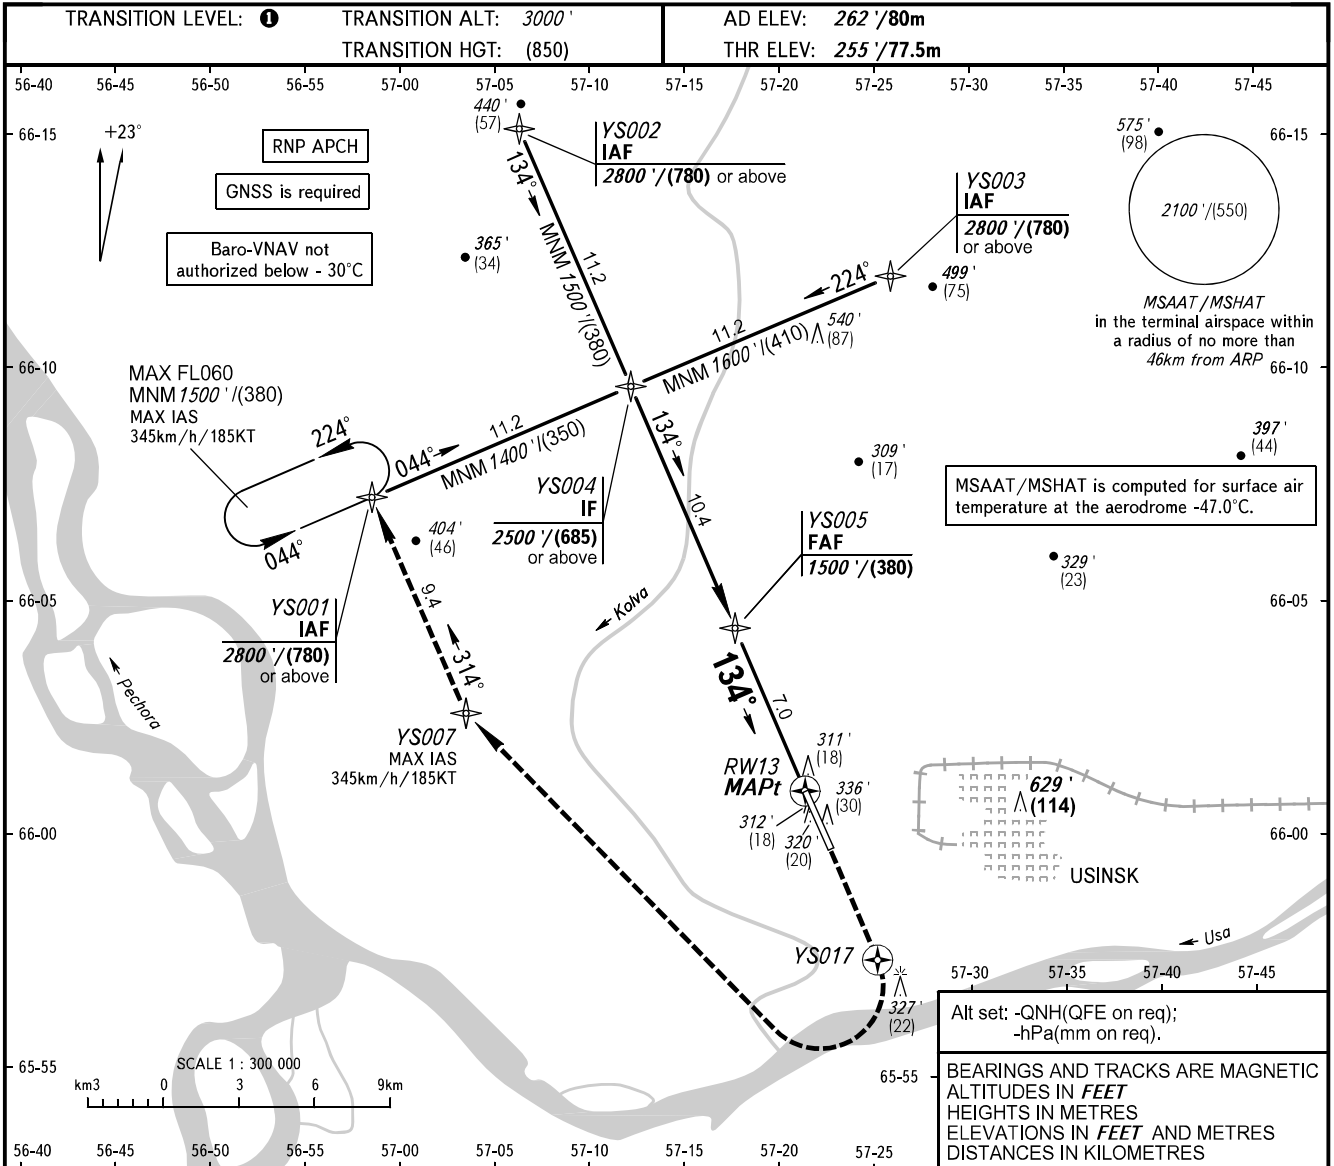 TRANSITION LEVEL: ❶
TRANSITION ALT: 3000 '
TRANSITION HGT: (850)
AD ELEV: 262 '/80m
THR ELEV: 255 '/77.5m
56-40 56-45 56-50 56-55 57-00 57-05 57-10 57-15 57-20 57-25 57-30 57-35 57-40 57-45
66-15
66-15
+23°
RNP APCH
GNSS is required
Baro-VNAV not
authorized below - 30°C
440 '
(57)
YS002
IAF
2800 '/(780) or above
134°
11.2
MNM 1500 '/(380)
365 '
(34)
YS003
IAF
2800 '/(780)
or above
575 '
(98)
2100 '/(550)
MSAAT/MSHAT
in the terminal airspace within
a radius of no more than
46km from ARP
224°
499 '
(75)
11.2
MNM 1600 '/(410)
540 '
(87)
66-10
66-10
MAX FL060
MNM 1500 '/(380)
MAX IAS
345km/h/185KT
224°
044°
044°
11.2
MNM 1400 '/(350)
YS004
IF
2500 '/(685)
or above
134°
10.4
309 '
(17)
397 '
(44)
MSAAT/MSHAT is computed for surface air
temperature at the aerodrome -47.0°C.
404 '
(46)
YS005
FAF
1500 '/(380)
329 '
(23)
66-05
66-05
YS001
IAF
2800 '/(780)
or above
9.4
314°
Kolva
Pechora
134°
7.0
YS007
MAX IAS
345km/h/185KT
RW13
MAPt
311 '
(18)
336 '
(30)
312 '
(18)
320 '
(20)
629 '
(114)
66-00
66-00
USINSK
YS017
Usa
327 '
(22)
57-30 57-35 57-40 57-45
65-55
65-55
SCALE 1 : 300 000
km3 0 3 6 9km
Alt set: -QNH(QFE on req);
-hPa(mm on req).
BEARINGS AND TRACKS ARE MAGNETIC
ALTITUDES IN FEET
HEIGHTS IN METRES
ELEVATIONS IN FEET AND METRES
DISTANCES IN KILOMETRES
56-40 56-45 56-50 56-55 57-00 57-05 57-10 57-15 57-20 57-25